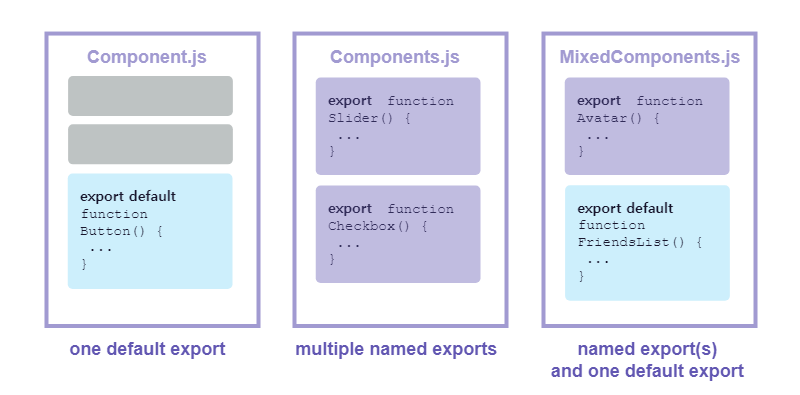 Component.js
export default
function
Button() {
...
}
one default export
Components.js
export function
Slider() {
...
}
export function
Checkbox() {
...
}
multiple named exports
MixedComponents.js
export function
Avatar() {
...
}
export default
function
FriendsList() {
...
}
named export(s)
and one default export